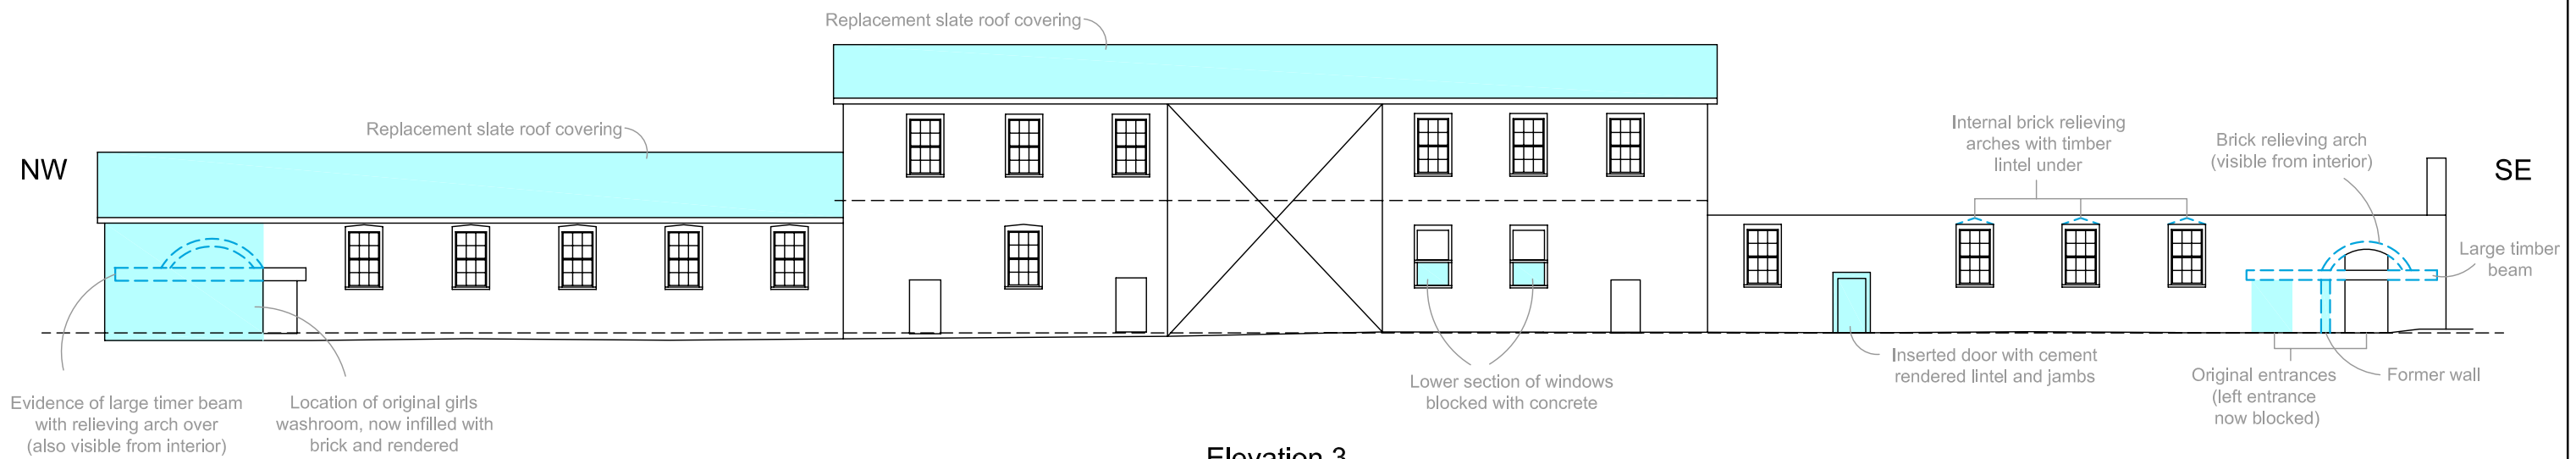 Replacement slate roof covering
Replacement slate roof covering
NW
Internal brick relieving
arches with timber
lintel under
Brick relieving arch
(visible from interior)
SE
Large timber
beam
Evidence of large timer beam
with relieving arch over
(also visible from interior)
Location of original girls
washroom, now infilled with
brick and rendered
Lower section of windows
blocked with concrete
Inserted door with cement
rendered lintel and jambs
Original entrances
(left entrance
now blocked)
Former wall
Elevation 3